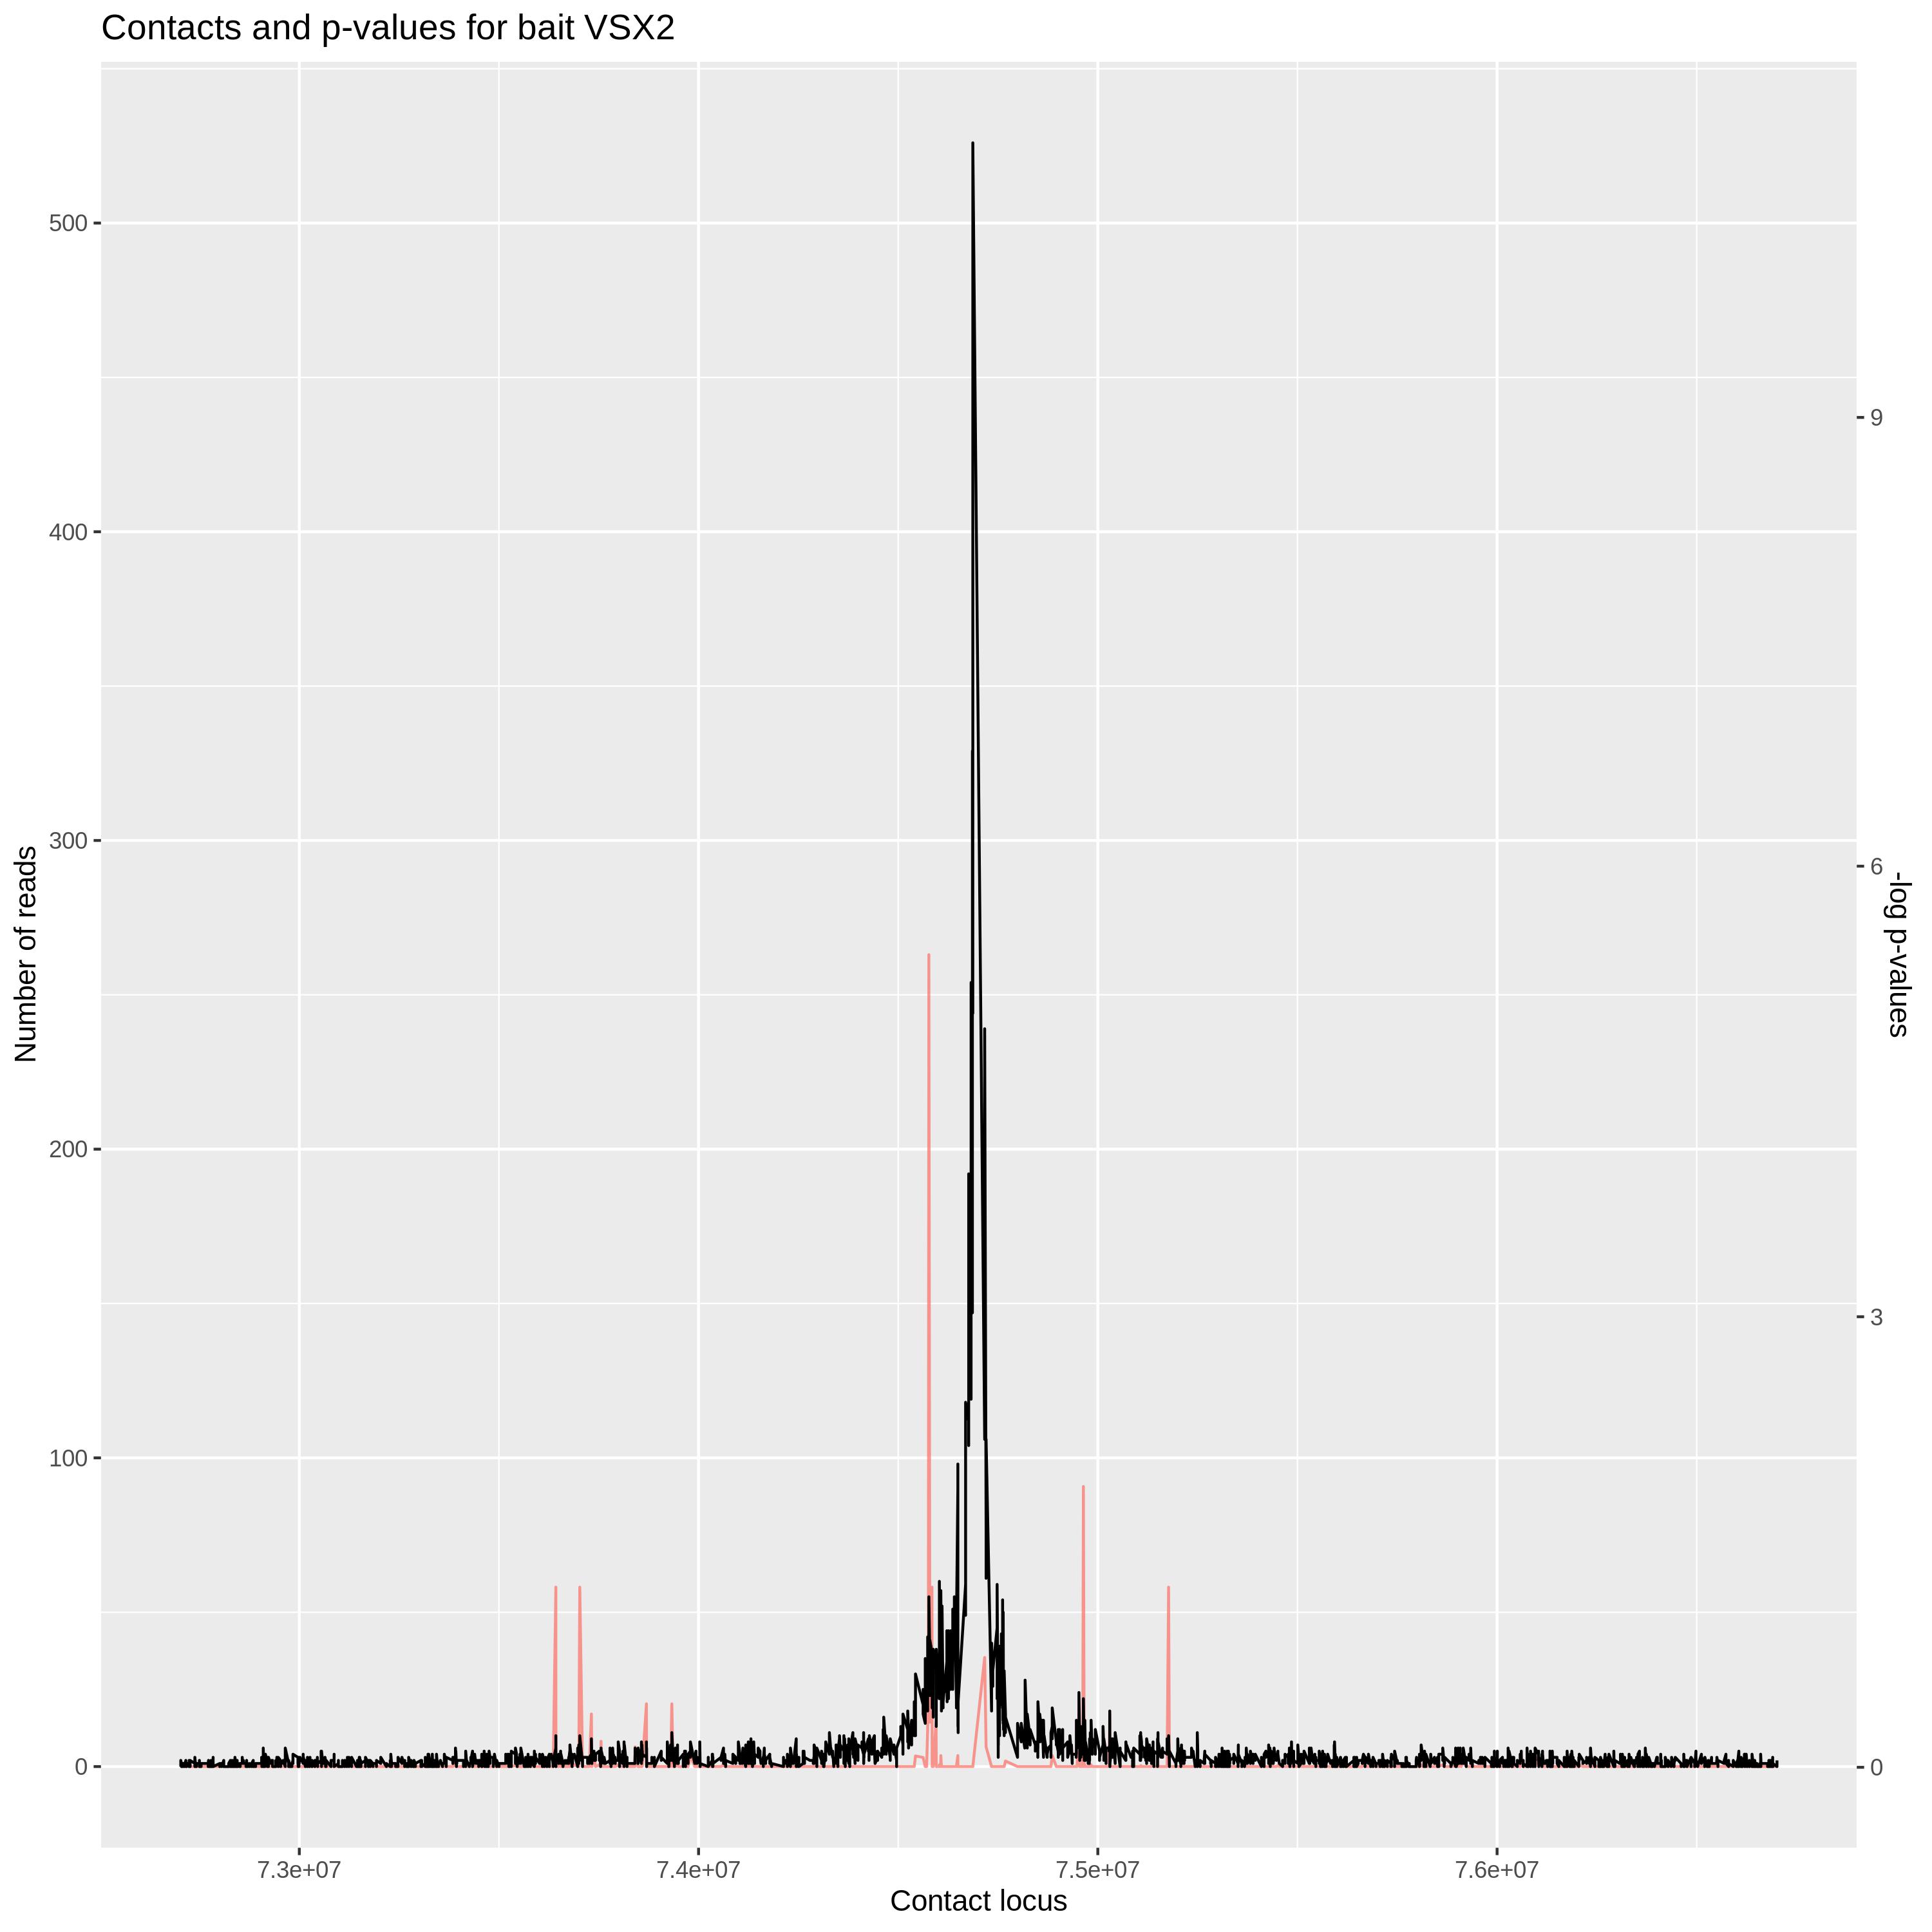 Contacts and p-values for bait VSX2
500
400
300
200
100
0
Number of reads
9
6
3
0
-log p-values
7.3e+07
7.4e+07
7.5e+07
7.6e+07
Contact locus